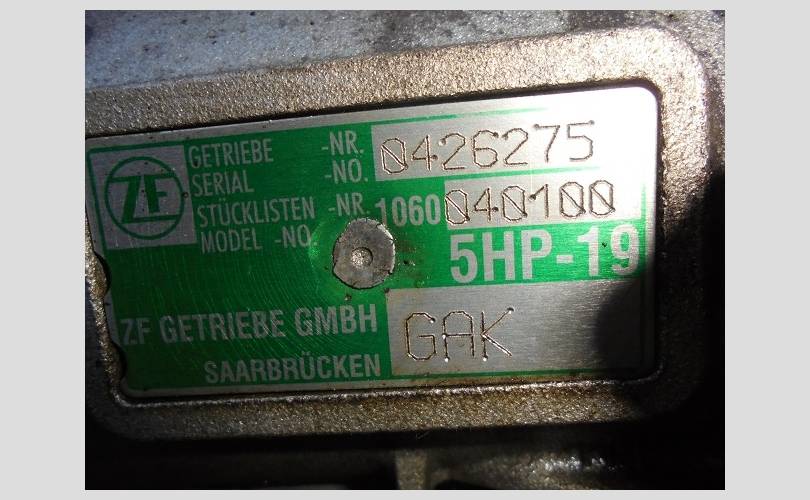 ZF
GETRIEBE -NR. 0426275
SERIAL -NO.
STÜCKLISTEN -NR. 1060 040100
MODEL -NO.
5HP-19
ZF GETRIEBE GMBH
SAARBRÜCKEN
GAK